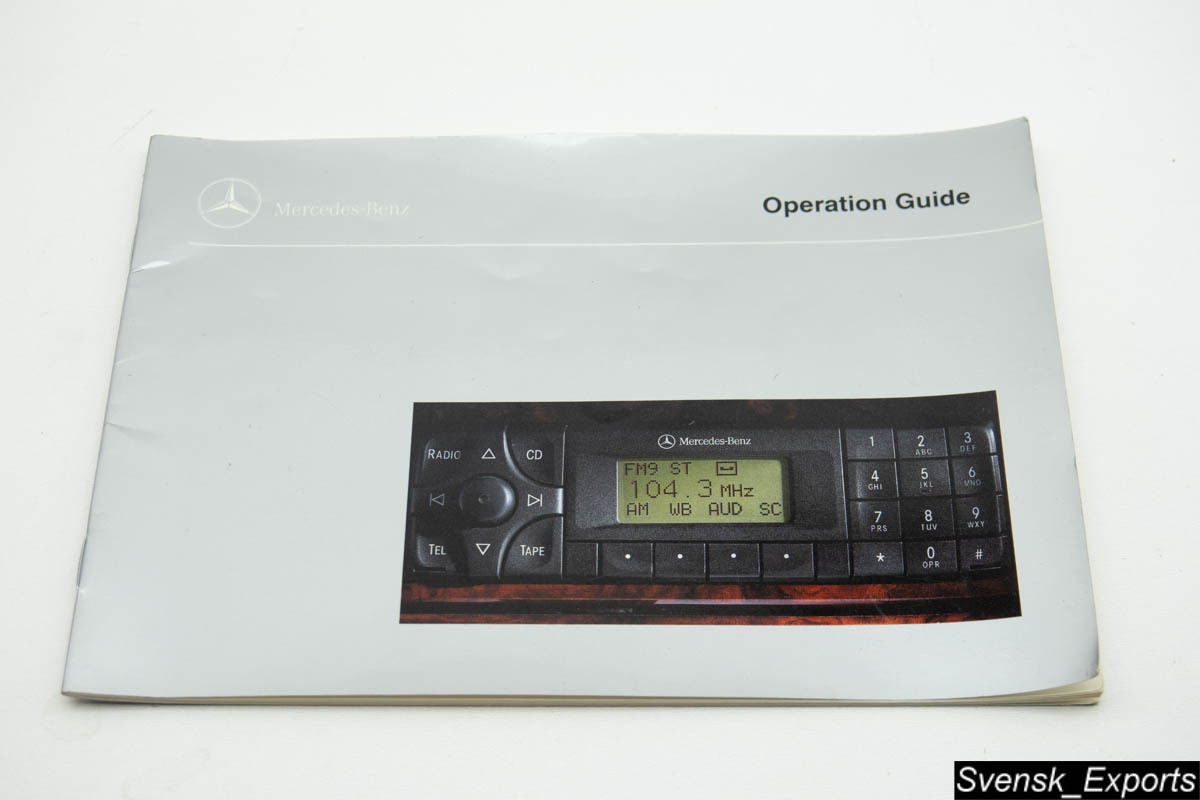 Mercedes-Benz
Operation Guide
Mercedes-Benz
RADIO
CD
TEL
TAPE
FM9 ST
104.3 MHz
AM WB AUD SC
1
2 ABC
3 DEF
4 GHI
5 JKL
6 MNO
7 PRS
8 TUV
9 WXY
*
0 OPR
#
Svensk_Exports